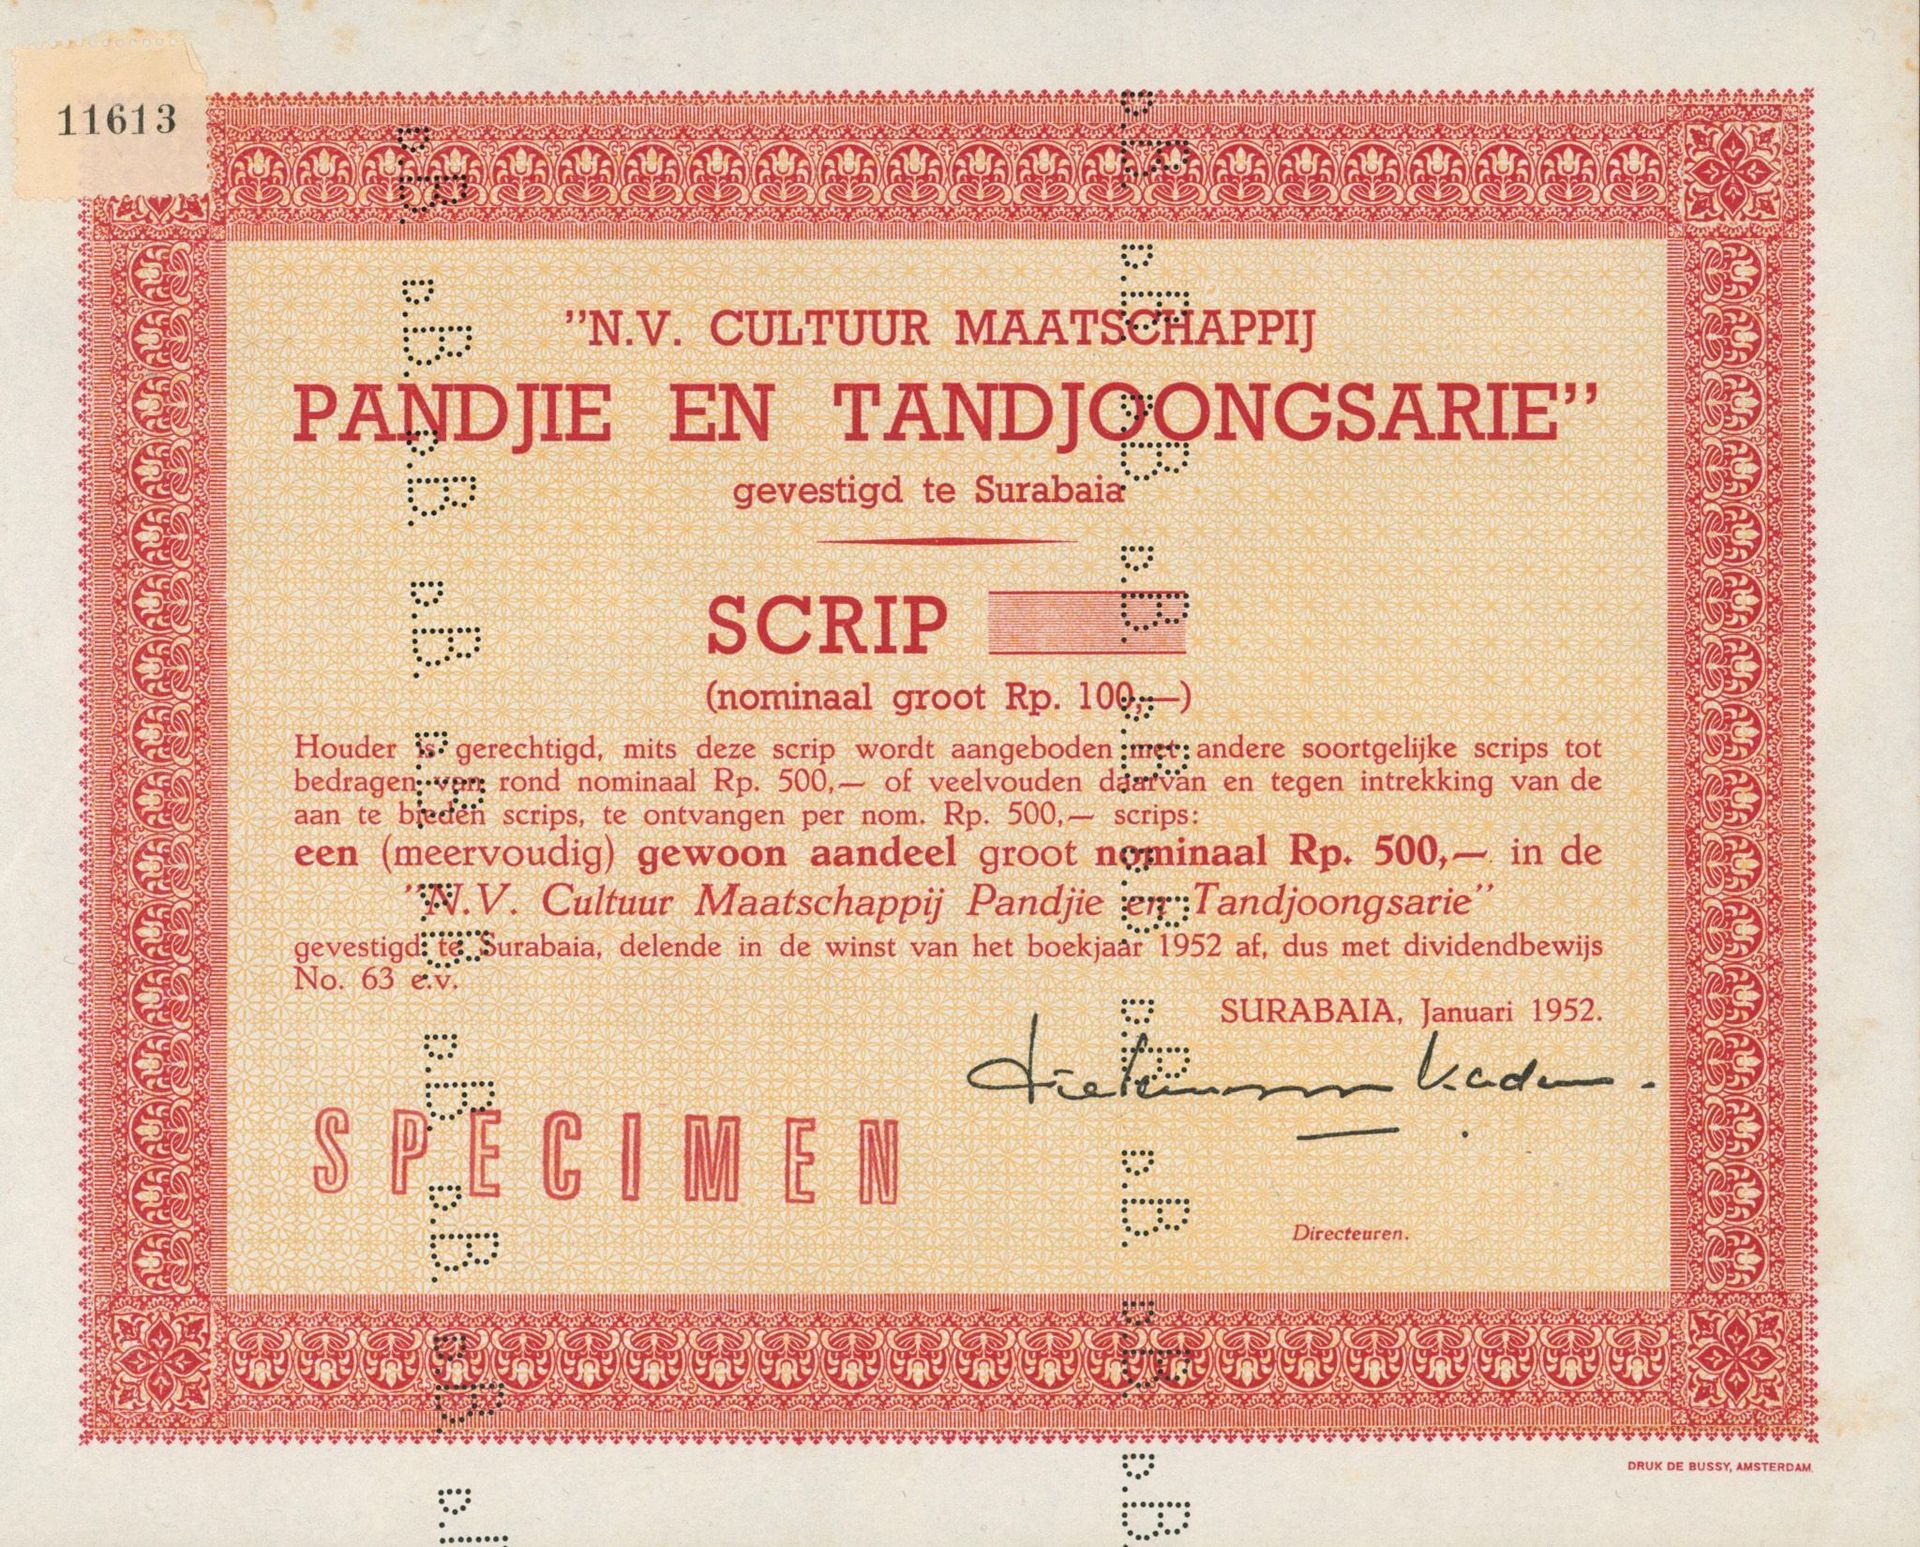 11613
"N.V. CULTUUR MAATSCHAPPIJ
PANDJIE EN TANDJOONGSARIE"
gevestigd te Surabaia
SCRIP
(nominaal groot Rp. 100,—)
Houder is gerechtigd, mits deze scrip wordt aangeboden met andere soortgelijke scrips tot
bedragen van rond nominaal Rp. 500,— of veelvouden daarvan en tegen intrekking van de
aan te bieden scrips, te ontvangen per nom. Rp. 500,— scrips:
een (meervoudig) gewoon aandeel groot nominaal Rp. 500,— in de
"N.V. Cultuur Maatschappij Pandjie en Tandjoongsarie"
gevestigd te Surabaia, delende in de winst van het boekjaar 1952 af, dus met dividendbewijs
No. 63 e.v.
SURABAIA, Januari 1952.
SPECIMEN
Directeuren.
DRUK DE BUSSY, AMSTERDAM.